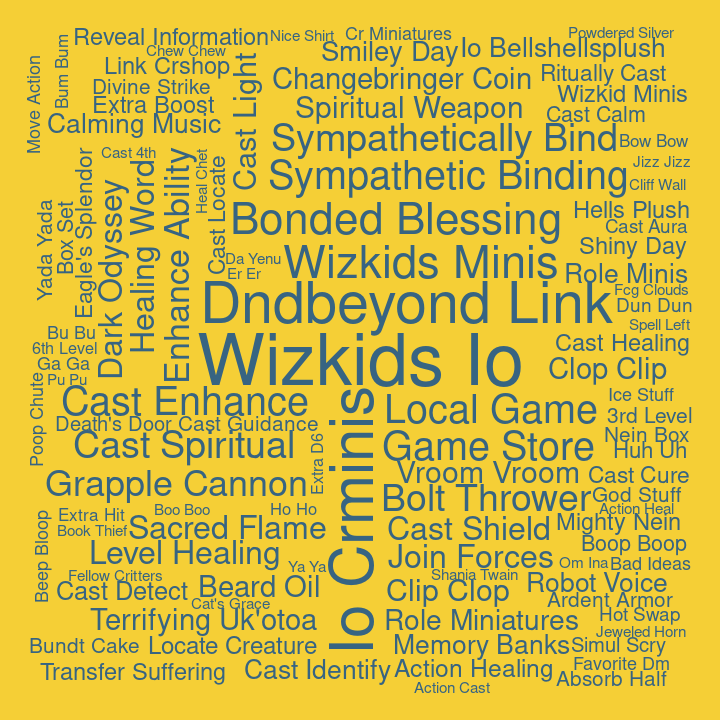 Reveal Information
Nice Shirt
Cr Miniatures
Powdered Silver
Chew Chew
Smiley Day
Io Bellshellsplush
Link Crshop
Bum Bum
Move Action
Cast Light
Changebringer Coin
Ritually Cast
Divine Strike
Wizkid Minis
Extra Boost
Spiritual Weapon
Cast Calm
Calming Music
Sympathetically Bind
Bow Bow
Cast 4th
Heal Chet
Cast Locate
Jizz Jizz
Sympathetic Binding
Cliff Wall
Yada Yada
Box Set
Eagle's Splendor
Dark Odyssey
Healing Word
Enhance Ability
Bonded Blessing
Hells Plush
Cast Aura
Shiny Day
Da Yenu
Er Er
Wizkids Minis
Role Minis
Fcg Clouds
Dndbeyond Link
Dun Dun
Spell Left
Bu Bu
6th Level
Ga Ga
Pu Pu
Wizkids Io
Cast Healing
Clop Clip
Poop Chute
Cast Enhance
Io Crminis
Local Game
Ice Stuff
3rd Level
Death's Door
Cast Guidance
Nein Box
Cast Spiritual
Extra D6
Game Store
Huh Uh
Grapple Cannon
Vroom Vroom
Cast Cure
Bolt Thrower
God Stuff
Action Heal
Boo Boo
Ho Ho
Extra Hit
Beep Bloop
Book Thief
Sacred Flame
Cast Shield
Mighty Nein
Boop Boop
Level Healing
Join Forces
Om Ina
Bad Ideas
Ya Ya
Fellow Critters
Shania Twain
Cast Detect
Beard Oil
Clip Clop
Robot Voice
Cat's Grace
Ardent Armor
Terrifying Uk'otoa
Role Miniatures
Hot Swap
Jeweled Horn
Bundt Cake
Locate Creature
Memory Banks
Simul Scry
Transfer Suffering
Cast Identify
Action Healing
Favorite Dm
Absorb Half
Action Cast